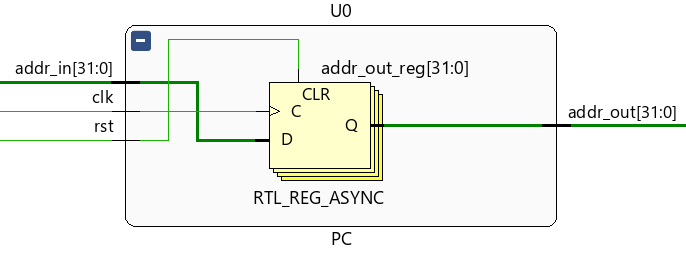 U0
addr_in[31:0]
addr_out_reg[31:0]
clk
CLR
C
addr_out[31:0]
rst
D
Q
RTL_REG_ASYNC
PC